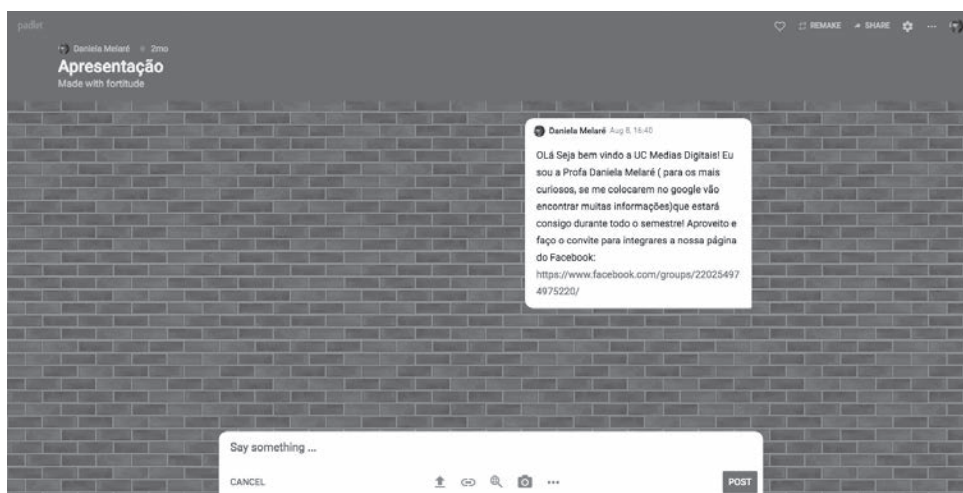 padlet
REMAKE SHARE
Daniela Melaré 2mo
Apresentação
Made with fortitude
Daniela Melaré Aug 8, 16:40
OLá Seja bem vindo a UC Medias Digitais! Eu
sou a Profa Daniela Melaré ( para os mais
curiosos, se me colocarem no google vão
encontrar muitas informações)que estará
consigo durante todo o semestre! Aproveito e
faço o convite para integrares a nossa página
do Facebook:
https://www.facebook.com/groups/22025497
4975220/
Say something ...
CANCEL
POST